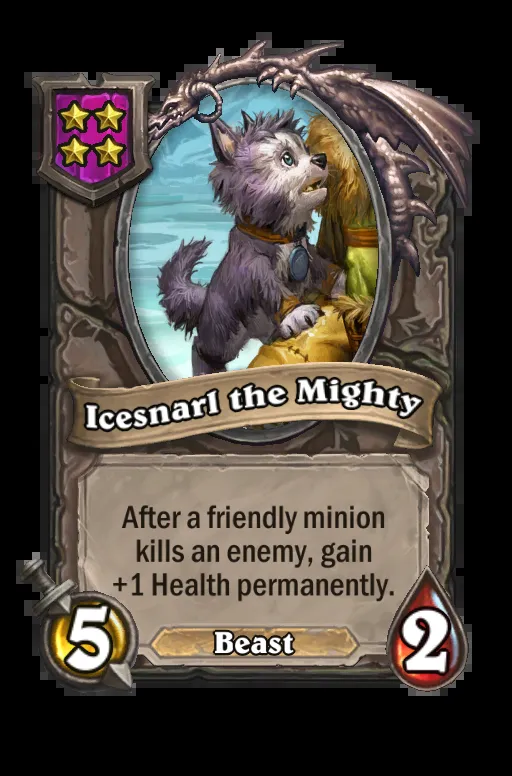 Icesnarl the Mighty
After a friendly minion
kills an enemy, gain
+1 Health permanently.
5
Beast
2